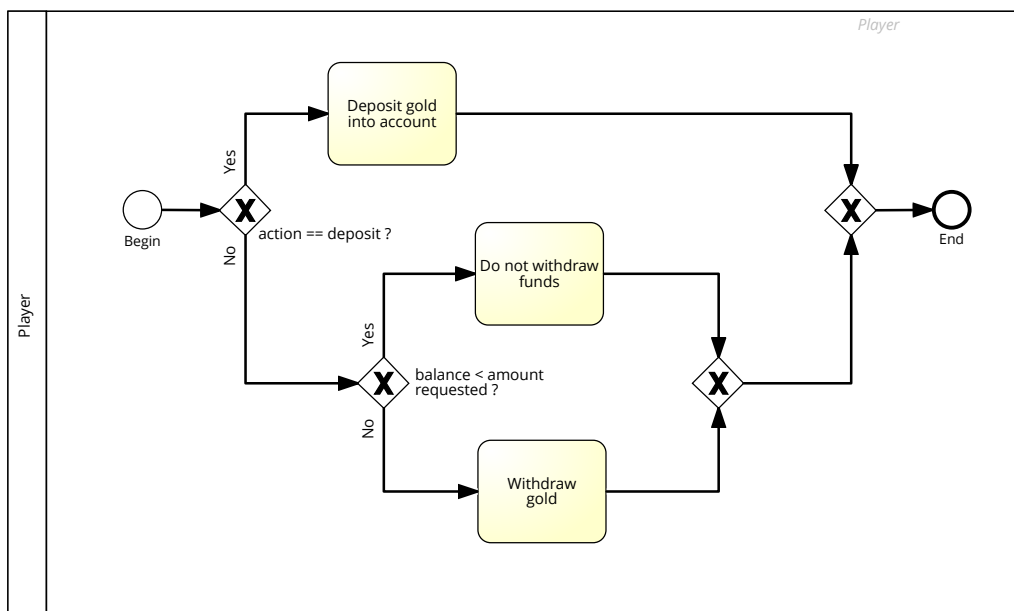 Player
Player
Deposit gold
into account
Yes
Begin
action == deposit ?
No
End
Do not withdraw
funds
Yes
balance < amount
requested ?
No
Withdraw
gold